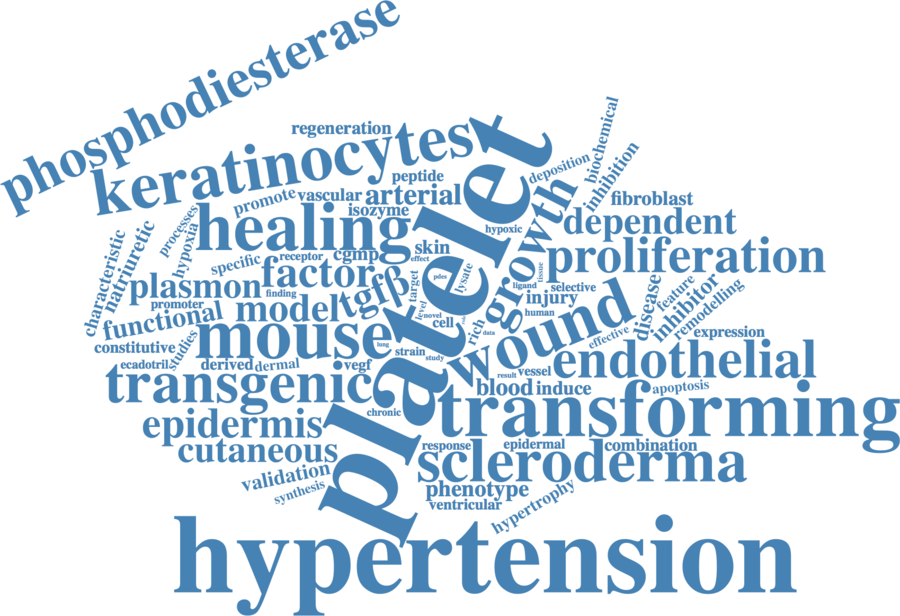 phosphodiesterase
keratinocytes
regeneration
platelet
peptide
deposition
biochemical
inhibition
promote
vascular
arterial
isozyme
fibroblast
growth
dependent
healing
processes
hypoxia
natriuretic
characteristic
hypoxic
skin
effect
cgmp
receptor
specific
factor
proliferation
plasmon
finding
promoter
functional
model
tgfβ
target
pdes
lysate
tissue
ligand
selective
injury
human
level
novel
cell
rich
data
wound
disease
feature
inhibitor
remodelling
expression
effective
constitutive
studies
mouse
lung
strain
study
ecadotril
derived
dermal
vegf
result
vessel
endothelial
transgenic
blood
induce
apoptosis
chronic
transforming
epidermis
cutaneous
response
epidermal
combination
scleroderma
validation
synthesis
phenotype
ventricular
hypertrophy
hypertension